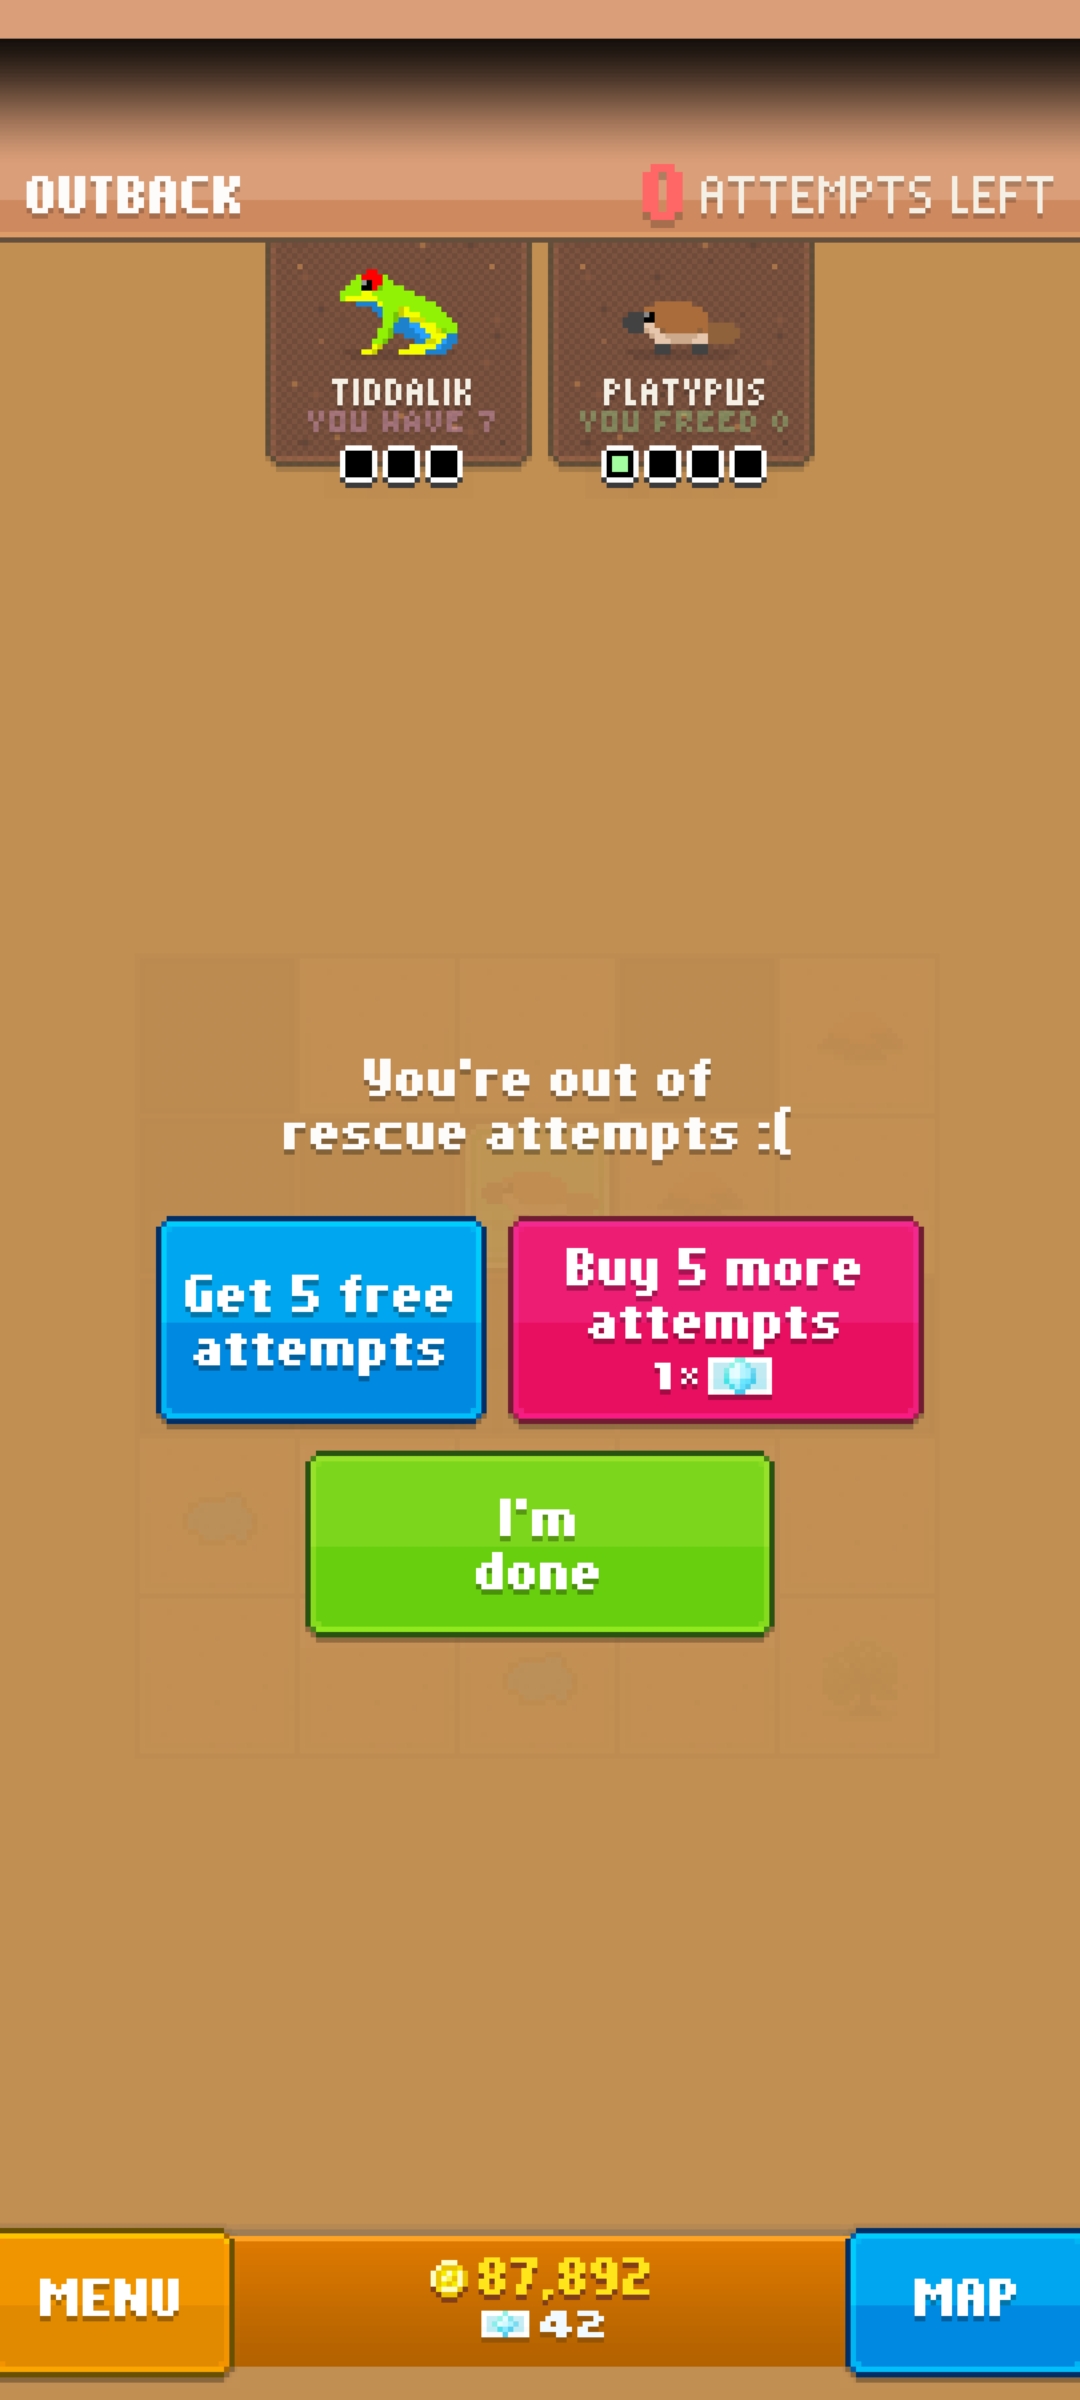 OUTBACK
0 ATTEMPTS LEFT
TIDDALIK
YOU HAVE 7
PLATYPUS
YOU FREED 0
You're out of
rescue attempts :(
Get 5 free
attempts
Buy 5 more
attempts
1×
I'm
done
MENU
87,892
42
MAP